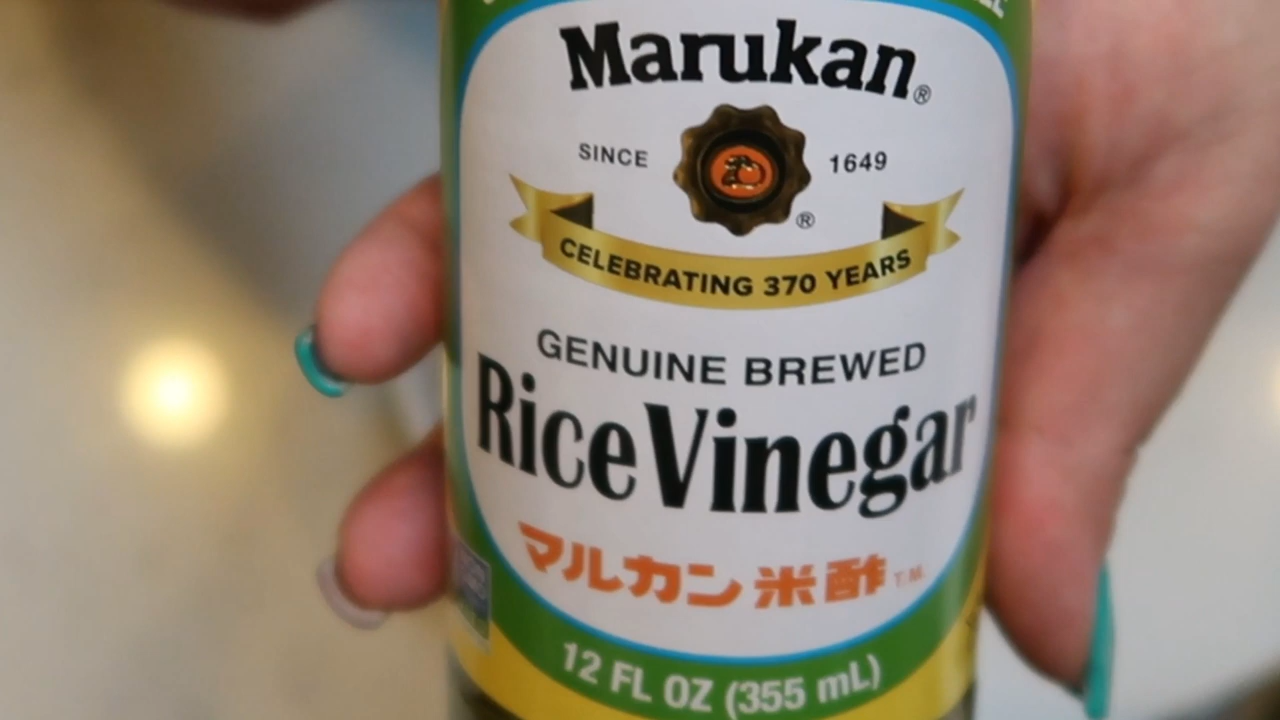 Marukan®
SINCE 1649
®
CELEBRATING 370 YEARS
GENUINE BREWED
Rice Vinegar
マルカン 米酢 T.M.
12 FL OZ (355 mL)